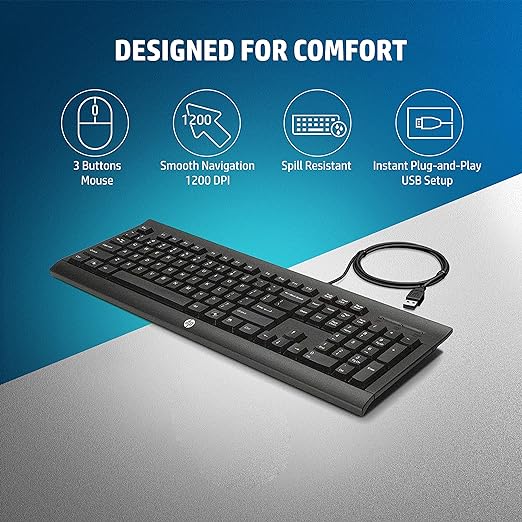 DESIGNED FOR COMFORT
1200
3 Buttons
Mouse
Smooth Navigation
1200 DPI
Spill Resistant
Instant Plug-and-Play
USB Setup
hp